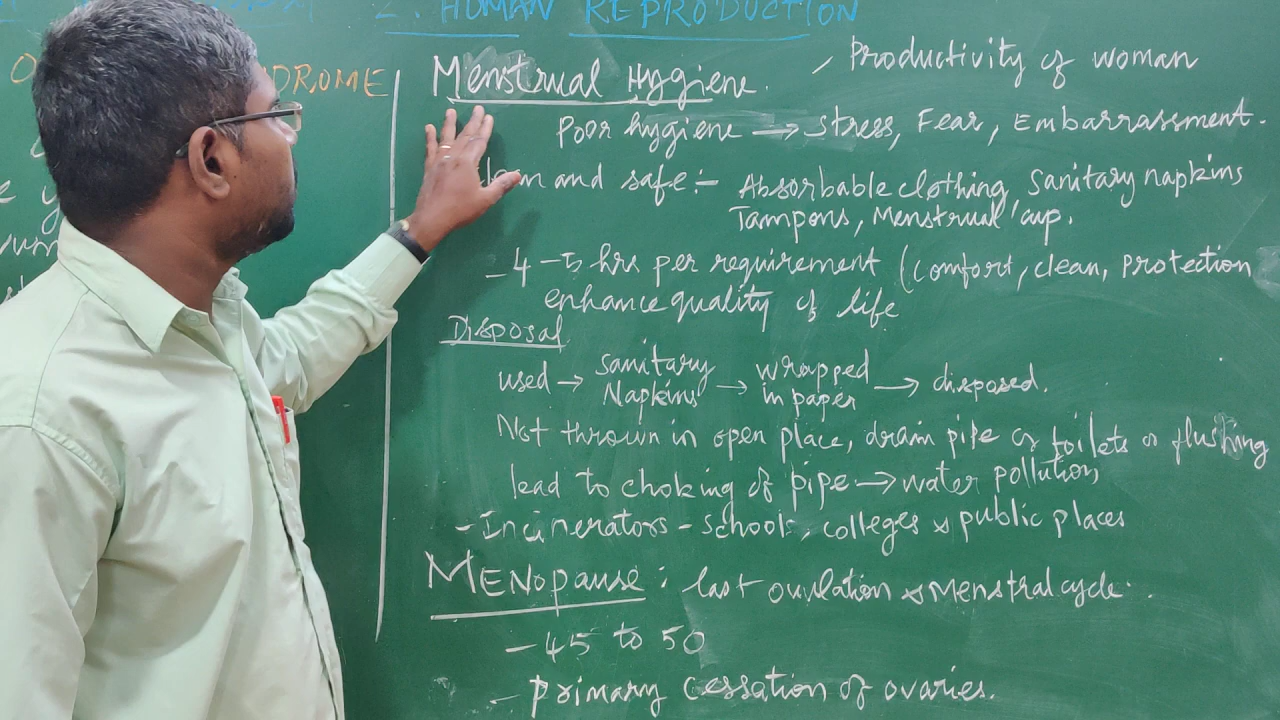 2. HUMAN REPRODUCTION
DROME
Menstrual Hygiene.
Productivity of woman
Poor hygiene → Stress, Fear, Embarrassment.
and safe:- Absorbable clothing, Sanitary napkins
Tampons, Menstrual cup.
- 4-5 hrs per requirement (comfort, clean, protection
enhance quality of life
Disposal
used → sanitary Napkins → wrapped in paper → disposed.
Not thrown in open place, drain pipe or toilets or flushing
lead to choking of pipe → water pollution,
- Incinerators - Schools, colleges & public places
MENopause: last ovulation & Menstral cycle.
- 45 to 50
- Primary cessation of ovaries.